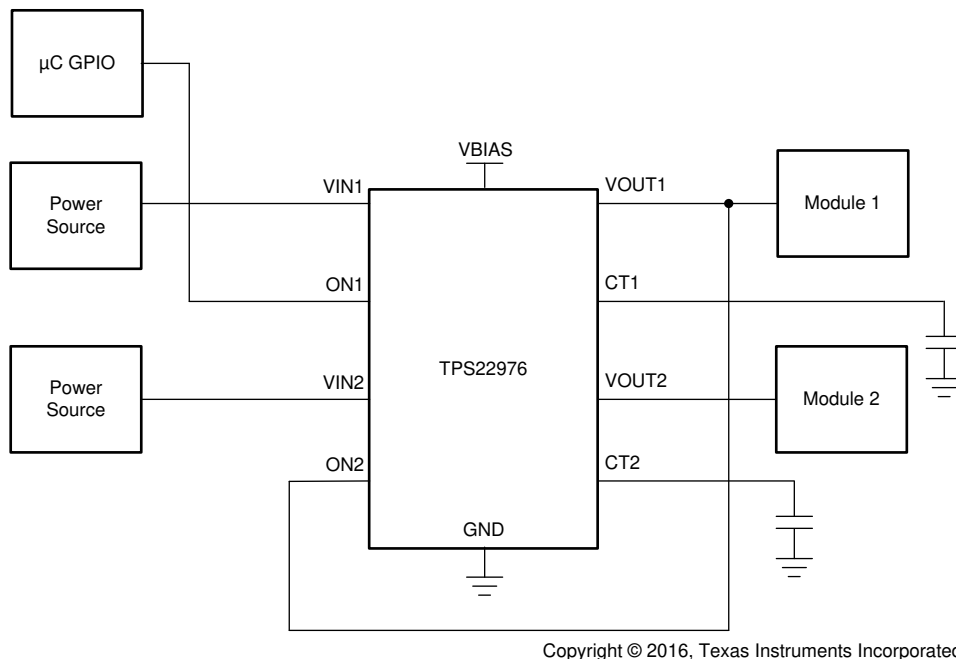 µC GPIO
VBIAS
Power
Source
VIN1
VOUT1
Module 1
ON1
CT1
TPS22976
Power
Source
VIN2
VOUT2
Module 2
ON2
CT2
GND
Copyright © 2016, Texas Instruments Incorporated